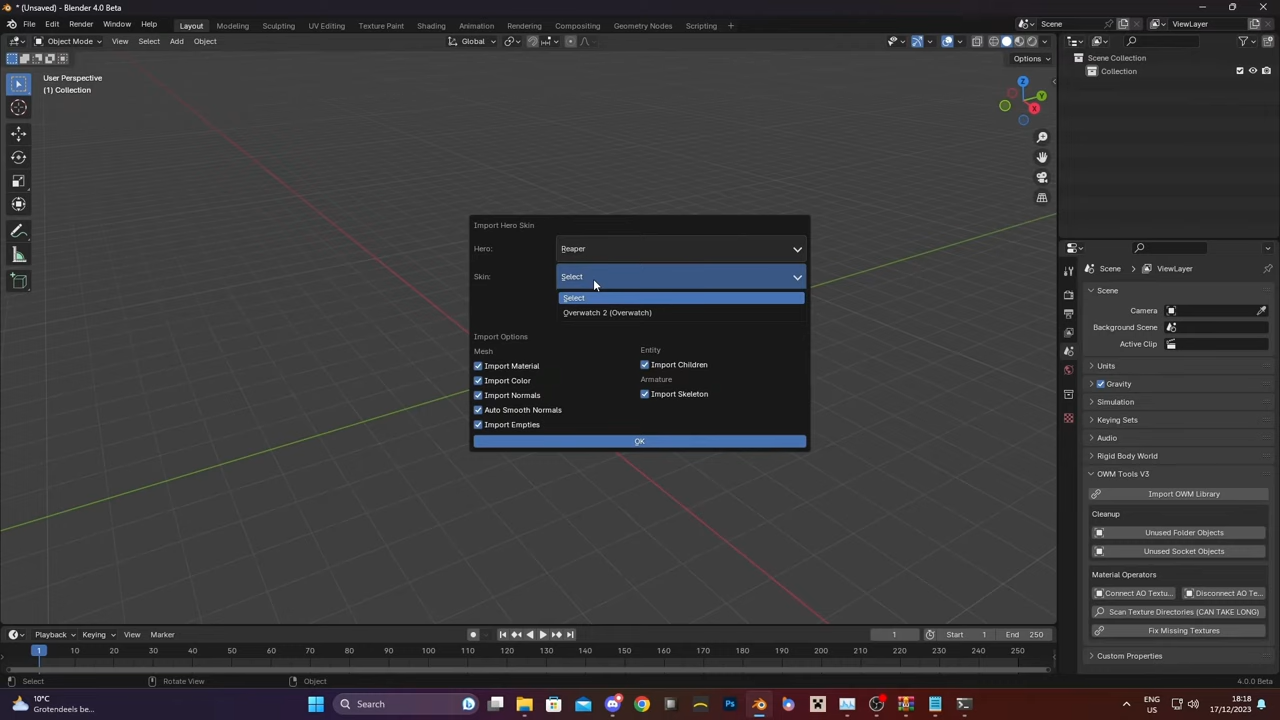 * (Unsaved) - Blender 4.0 Beta
File Edit Render Window Help Layout Modeling Sculpting UV Editing Texture Paint Shading Animation Rendering Compositing Geometry Nodes Scripting + Scene ViewLayer
Object Mode View Select Add Object Global
Options
User Perspective
(1) Collection
Z
Y
X
Scene Collection
Collection
Import Hero Skin
Hero: Reaper
Skin: Select
Select
Overwatch 2 (Overwatch)
Import Options
Mesh
Import Material
Import Color
Import Normals
Auto Smooth Normals
Import Empties
Entity
Import Children
Armature
Import Skeleton
OK
Scene ViewLayer
Scene
Camera
Background Scene
Active Clip
Units
Gravity
Simulation
Keying Sets
Audio
Rigid Body World
OWM Tools V3
Import OWM Library
Cleanup
Unused Folder Objects
Unused Socket Objects
Material Operators
Connect AO Textu... Disconnect AO Te...
Scan Texture Directories (CAN TAKE LONG)
Fix Missing Textures
Custom Properties
Playback Keying View Marker 1 Start 1 End 250
1 10 20 30 40 50 60 70 80 90 100 110 120 130 140 150 160 170 180 190 200 210 220 230 240 250
Select Rotate View Object 4.0.0 Beta
10°C
Grotendeels be...
Search
ENG
US
18:18
17/12/2023